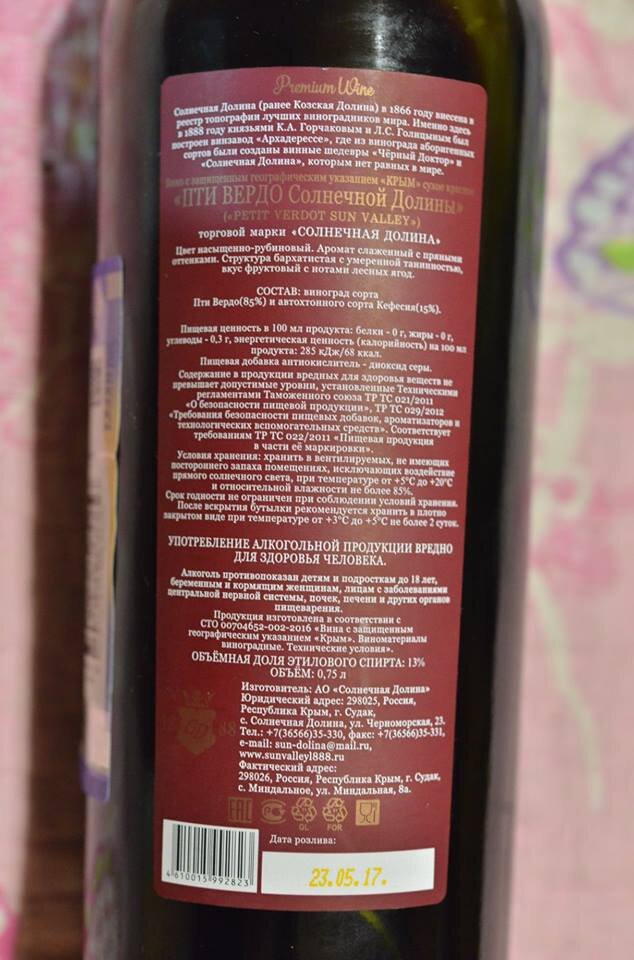 Premium Wine
Солнечная Долина (ранее Козская Долина) в 1866 году внесена в
реестр топографии лучших виноградников мира. Именно здесь
в 1888 году князьями К.А. Горчаковым и Л.С. Голицыным был
построен винзавод «Архадерессе», где из винограда аборигенных
сортов были созданы винные шедевры «Чёрный Доктор» и
«Солнечная Долина», которым нет равных в мире.
Вино с защищенным географическим указанием «КРЫМ» сухое красное
«ПТИ ВЕРДО Солнечной Долины»
(«PETIT VERDOT SUN VALLEY»)
торговой марки «СОЛНЕЧНАЯ ДОЛИНА»
Цвет насыщенно-рубиновый. Аромат слаженный с пряными
оттенками. Структура бархатистая с умеренной танинностью,
вкус фруктовый с нотами лесных ягод.
СОСТАВ: виноград сорта
Пти Вердо(85%) и автохтонного сорта Кефесия(15%).
Пищевая ценность в 100 мл продукта: белки - 0 г, жиры - 0 г,
углеводы - 0,3 г, энергетическая ценность (калорийность) на 100 мл
продукта: 285 кДж/68 ккал.
Пищевая добавка антиокислитель - диоксид серы.
Содержание в продукции вредных для здоровья веществ не
превышает допустимые уровни, установленные Техническими
регламентами Таможенного союза ТР ТС 021/2011
«О безопасности пищевой продукции», ТР ТС 029/2012
«Требования безопасности пищевых добавок, ароматизаторов и
технологических вспомогательных средств». Соответствует
требованиям ТР ТС 022/2011 «Пищевая продукция
в части её маркировки».
Условия хранения: хранить в вентилируемых, не имеющих
постороннего запаха помещениях, исключающих воздействие
прямого солнечного света, при температуре от +5°С до +20°С
и относительной влажности не более 85%.
Срок годности не ограничен при соблюдении условий хранения.
После вскрытия бутылки рекомендуется хранить в плотно
закрытом виде при температуре от +3°С до +5°С не более 2 суток.
УПОТРЕБЛЕНИЕ АЛКОГОЛЬНОЙ ПРОДУКЦИИ ВРЕДНО
ДЛЯ ЗДОРОВЬЯ ЧЕЛОВЕКА.
Алкоголь противопоказан детям и подросткам до 18 лет,
беременным и кормящим женщинам, лицам с заболеваниями
центральной нервной системы, почек, печени и других органов
пищеварения.
Продукция изготовлена в соответствии с
СТО 00704652-002-2016 «Вина с защищенным
географическим указанием «Крым». Виноматериалы
виноградные. Технические условия».
ОБЪЁМНАЯ ДОЛЯ ЭТИЛОВОГО СПИРТА: 13%
ОБЪЕМ: 0,75 л
Изготовитель: АО «Солнечная Долина»
Юридический адрес: 298025, Россия,
Республика Крым, г. Судак,
с. Солнечная Долина, ул. Черноморская, 23.
Тел.: +7(36566)35-330, факс: +7(36566)35-331,
e-mail: sun-dolina@mail.ru,
www.sunvalley1888.ru
Фактический адрес:
298026, Россия, Республика Крым, г. Судак,
с. Миндальное, ул. Миндальная, 8а.
88
EAC GL FOR
Дата розлива:
4 610015 992823
23.05.17.